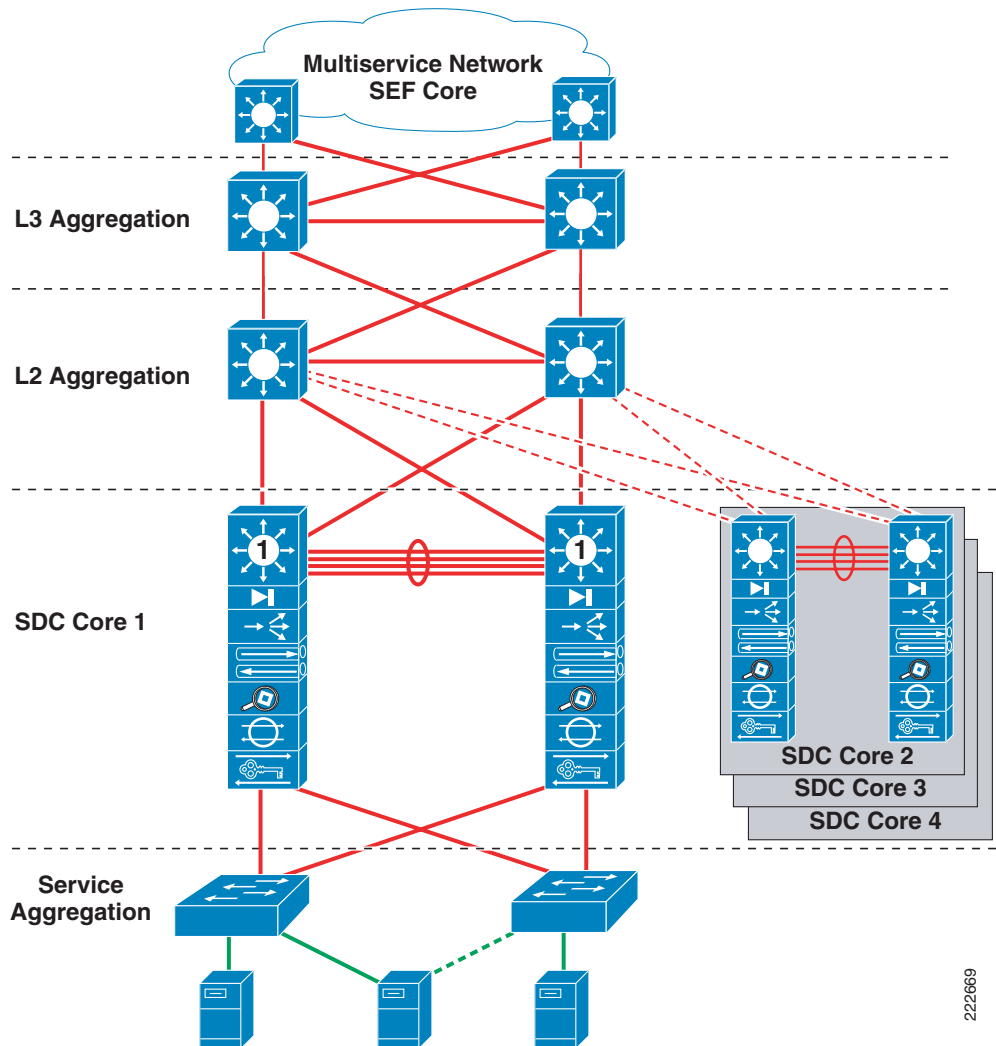 Multiservice Network
SEF Core
L3 Aggregation
L2 Aggregation
SDC Core 1
1
1
SDC Core 2
SDC Core 3
SDC Core 4
Service
Aggregation
222669